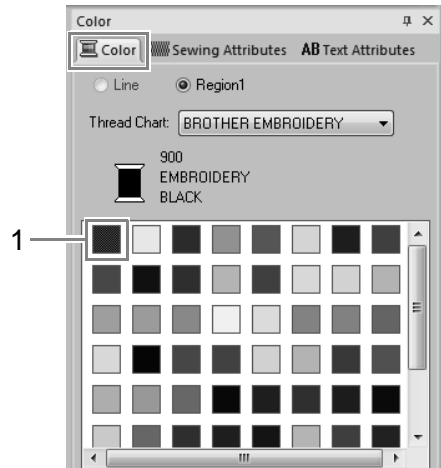 Color
Color Sewing Attributes AB Text Attributes
Line Region1
Thread Chart: BROTHER EMBROIDERY
900
EMBROIDERY
BLACK
1